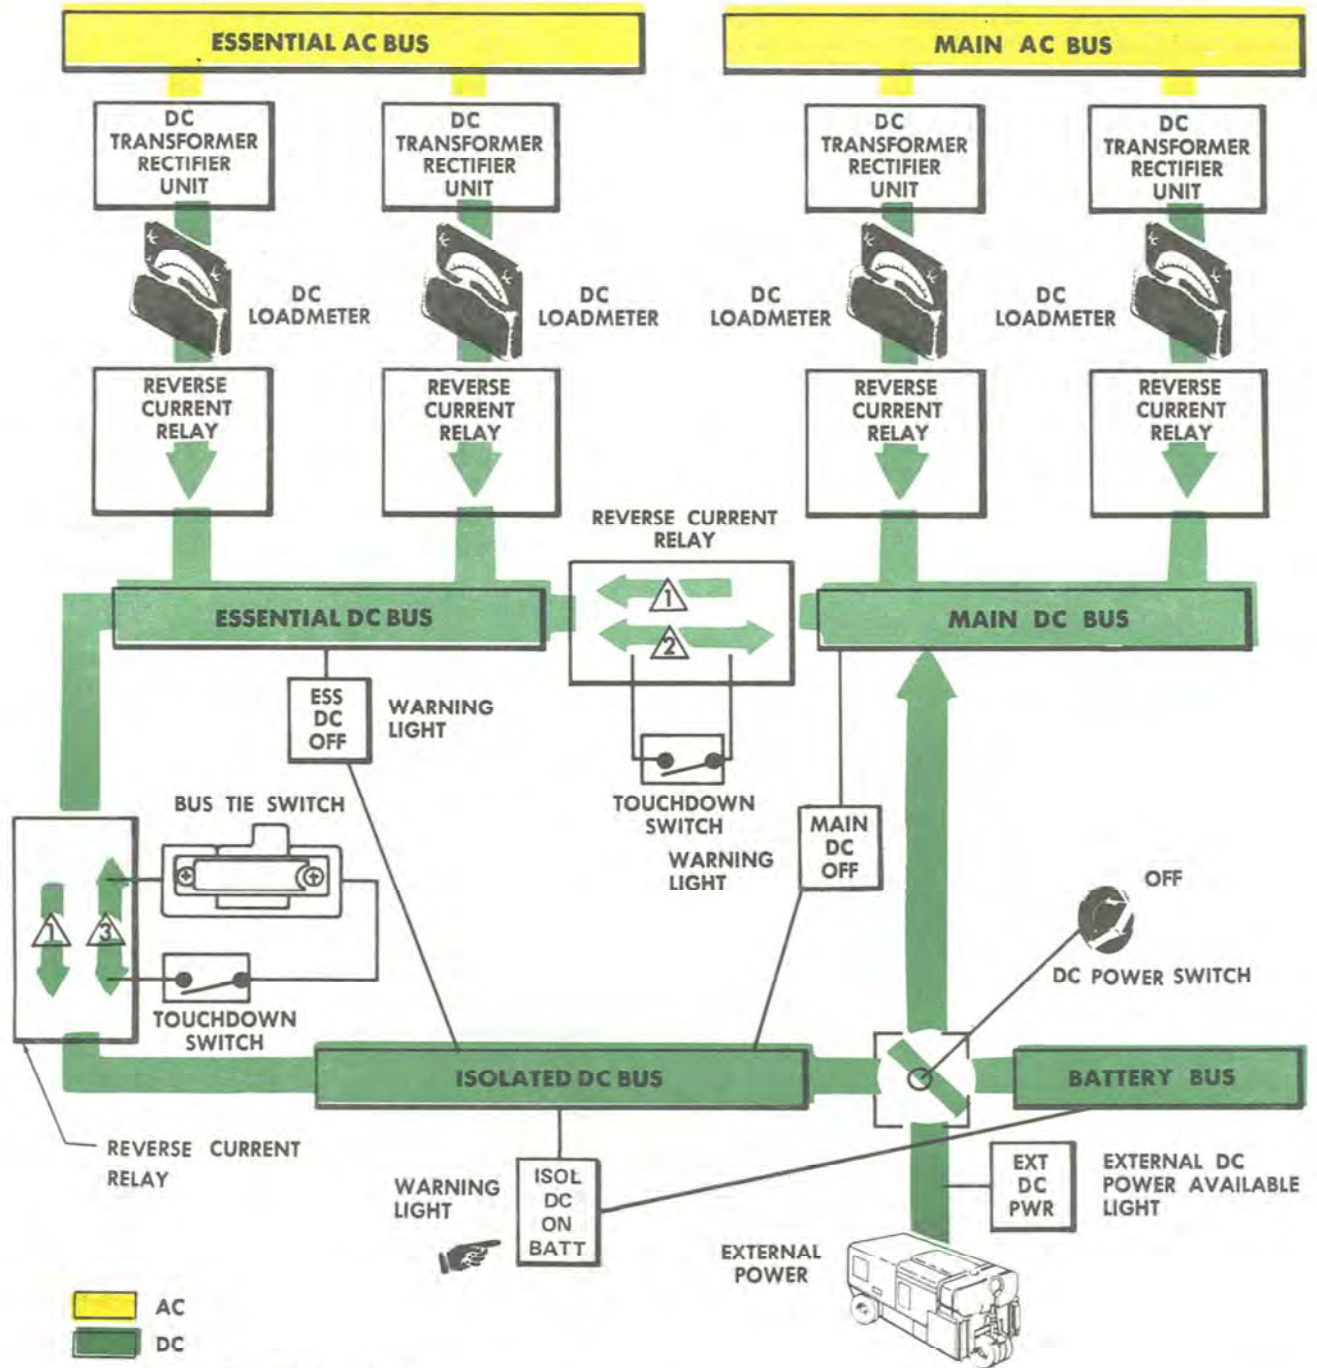 ESSENTIAL AC BUS
MAIN AC BUS
DC
TRANSFORMER
RECTIFIER
UNIT
DC
TRANSFORMER
RECTIFIER
UNIT
DC
TRANSFORMER
RECTIFIER
UNIT
DC
TRANSFORMER
RECTIFIER
UNIT
DC
LOADMETER
DC
LOADMETER
DC
LOADMETER
DC
LOADMETER
REVERSE
CURRENT
RELAY
REVERSE
CURRENT
RELAY
REVERSE
CURRENT
RELAY
REVERSE
CURRENT
RELAY
REVERSE CURRENT
RELAY
1
2
ESSENTIAL DC BUS
MAIN DC BUS
ESS
DC
OFF
WARNING
LIGHT
TOUCHDOWN
SWITCH
WARNING
LIGHT
MAIN
DC
OFF
BUS TIE SWITCH
1
3
TOUCHDOWN
SWITCH
OFF
DC POWER SWITCH
ISOLATED DC BUS
BATTERY BUS
REVERSE CURRENT
RELAY
WARNING
LIGHT
ISOL
DC
ON
BATT
EXT
DC
PWR
EXTERNAL DC
POWER AVAILABLE
LIGHT
EXTERNAL
POWER
AC
DC